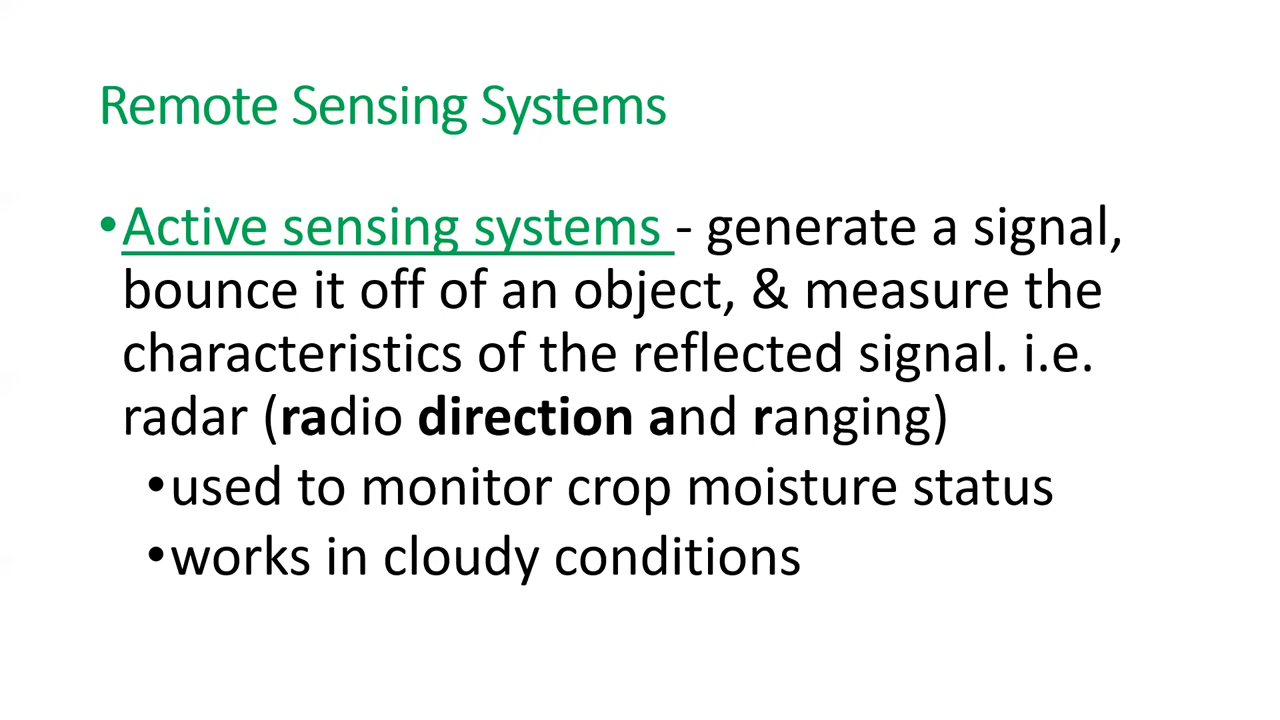 Remote Sensing Systems
•Active sensing systems - generate a signal,
bounce it off of an object, & measure the
characteristics of the reflected signal. i.e.
radar (radio direction and ranging)
•used to monitor crop moisture status
•works in cloudy conditions